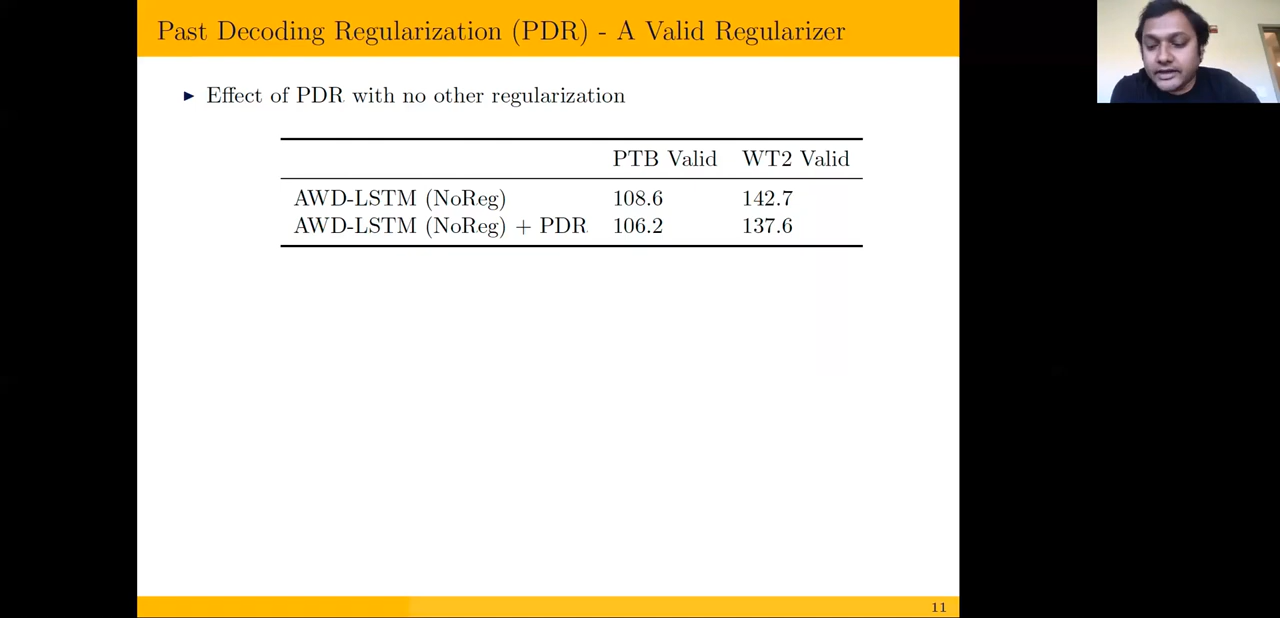 Past Decoding Regularization (PDR) - A Valid Regularizer
Effect of PDR with no other regularization
PTB Valid WT2 Valid
AWD-LSTM (NoReg) 108.6 142.7
AWD-LSTM (NoReg) + PDR 106.2 137.6
11